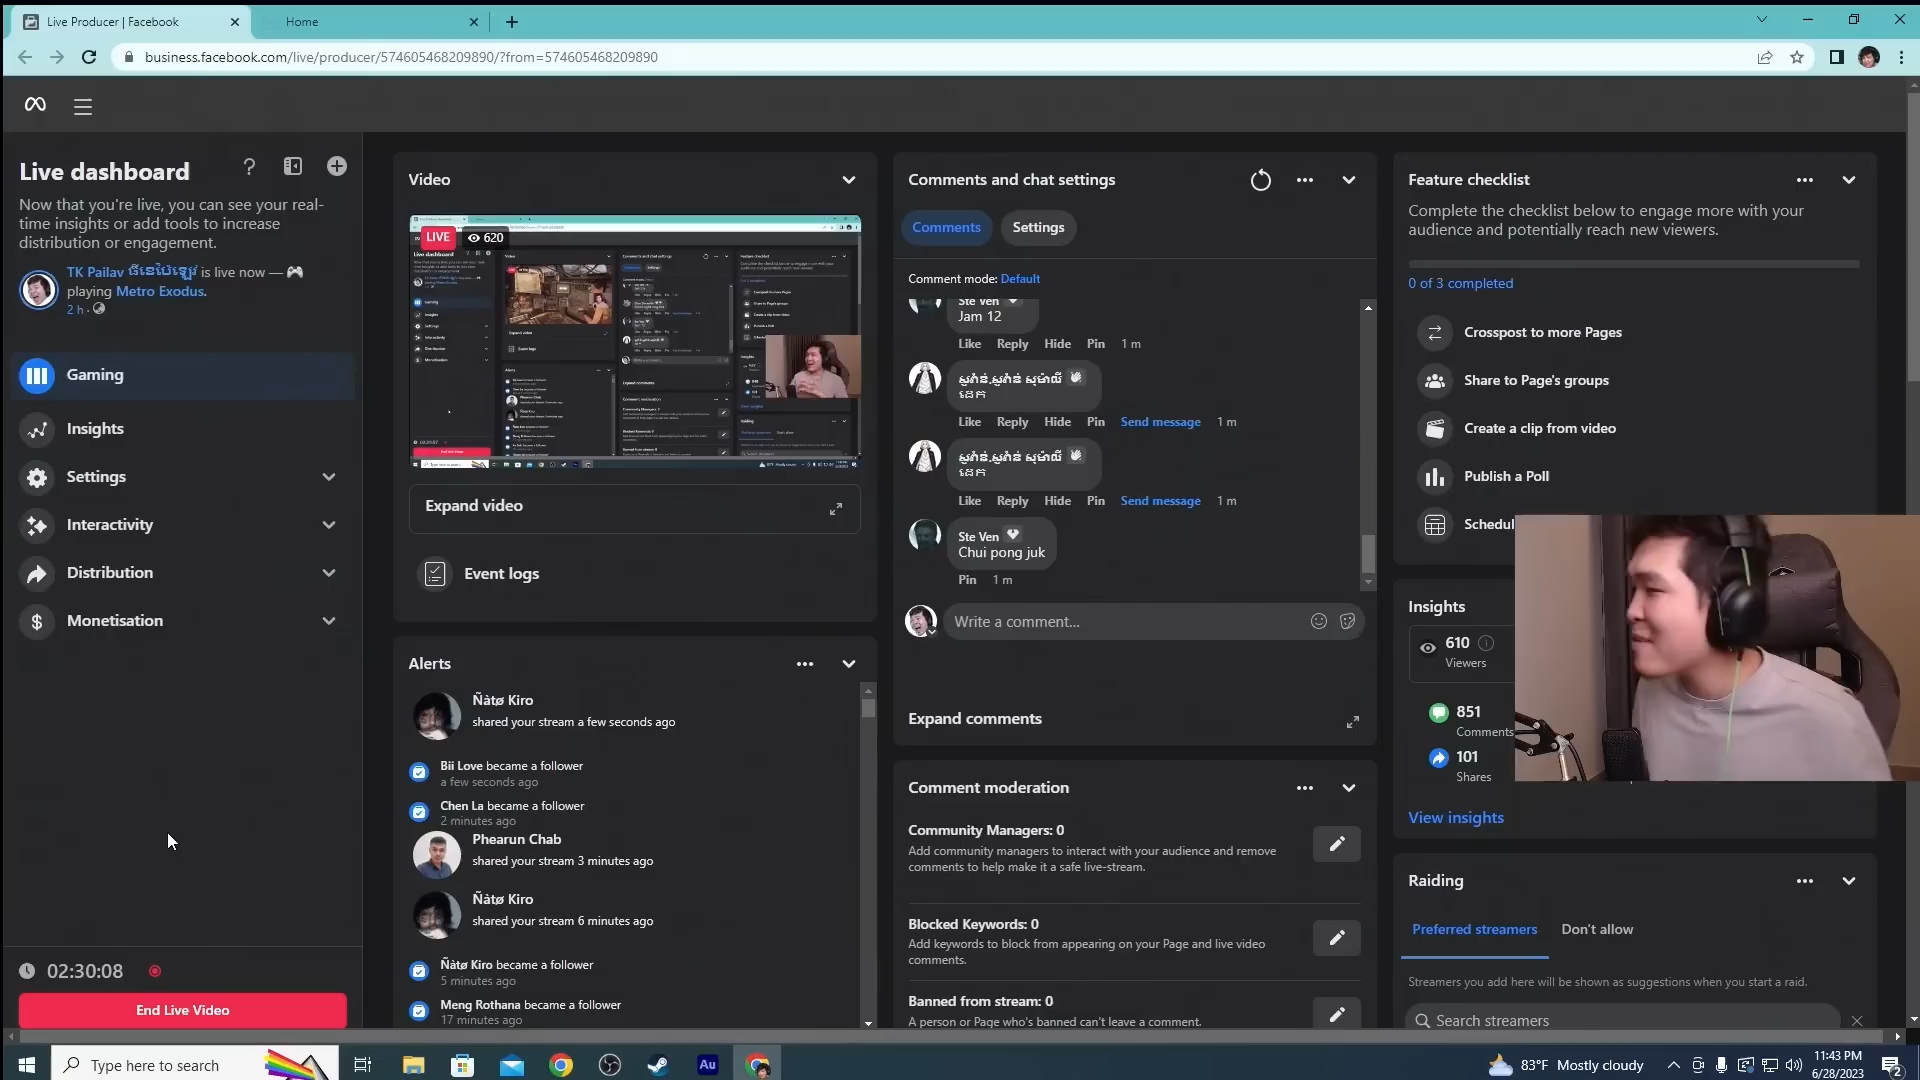 Live Producer | Facebook
Home
business.facebook.com/live/producer/574605468209890/?from=574605468209890
Live dashboard
Now that you're live, you can see your real-
time insights or add tools to increase
distribution or engagement.
TK Pailav is live now — 🎮
playing Metro Exodus.
2 h
Gaming
Insights
Settings
Interactivity
Distribution
Monetisation
02:30:08
End Live Video
Video
LIVE 620
Expand video
Event logs
Alerts
Ñàtø Kiro
shared your stream a few seconds ago
Bii Love became a follower
a few seconds ago
Chen La became a follower
2 minutes ago
Phearun Chab
shared your stream 3 minutes ago
Ñàtø Kiro
shared your stream 6 minutes ago
Ñàtø Kiro became a follower
5 minutes ago
Meng Rothana became a follower
17 minutes ago
Comments and chat settings
Comments Settings
Comment mode: Default
Ste Ven
Jam 12
Like Reply Hide Pin 1 m
ដេក
Like Reply Hide Pin Send message 1 m
ដេក
Like Reply Hide Pin Send message 1 m
Ste Ven
Chui pong juk
Pin 1 m
Write a comment...
Expand comments
Comment moderation
Community Managers: 0
Add community managers to interact with your audience and remove
comments to help make it a safe live-stream.
Blocked Keywords: 0
Add keywords to block from appearing on your Page and live video
comments.
Banned from stream: 0
A person or Page who's banned can't leave a comment.
Feature checklist
Complete the checklist below to engage more with your
audience and potentially reach new viewers.
0 of 3 completed
Crosspost to more Pages
Share to Page's groups
Create a clip from video
Publish a Poll
Schedul
Insights
610
Viewers
851
Comments
101
Shares
View insights
Raiding
Preferred streamers Don't allow
Streamers you add here will be shown as suggestions when you start a raid.
Search streamers
Type here to search
Au
83°F Mostly cloudy
11:43 PM
6/28/2023
2